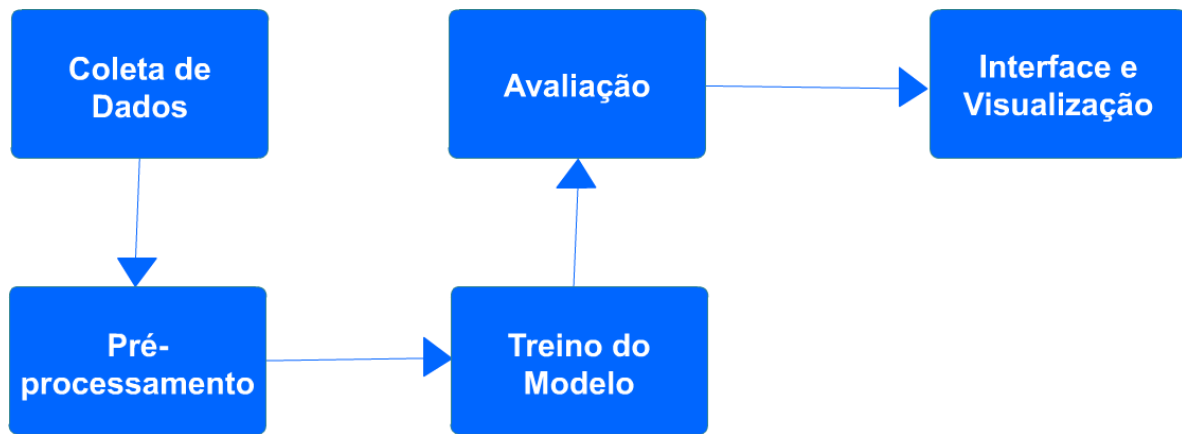 Coleta de
Dados
Avaliação
Interface e
Visualização
Pré-
processamento
Treino do
Modelo